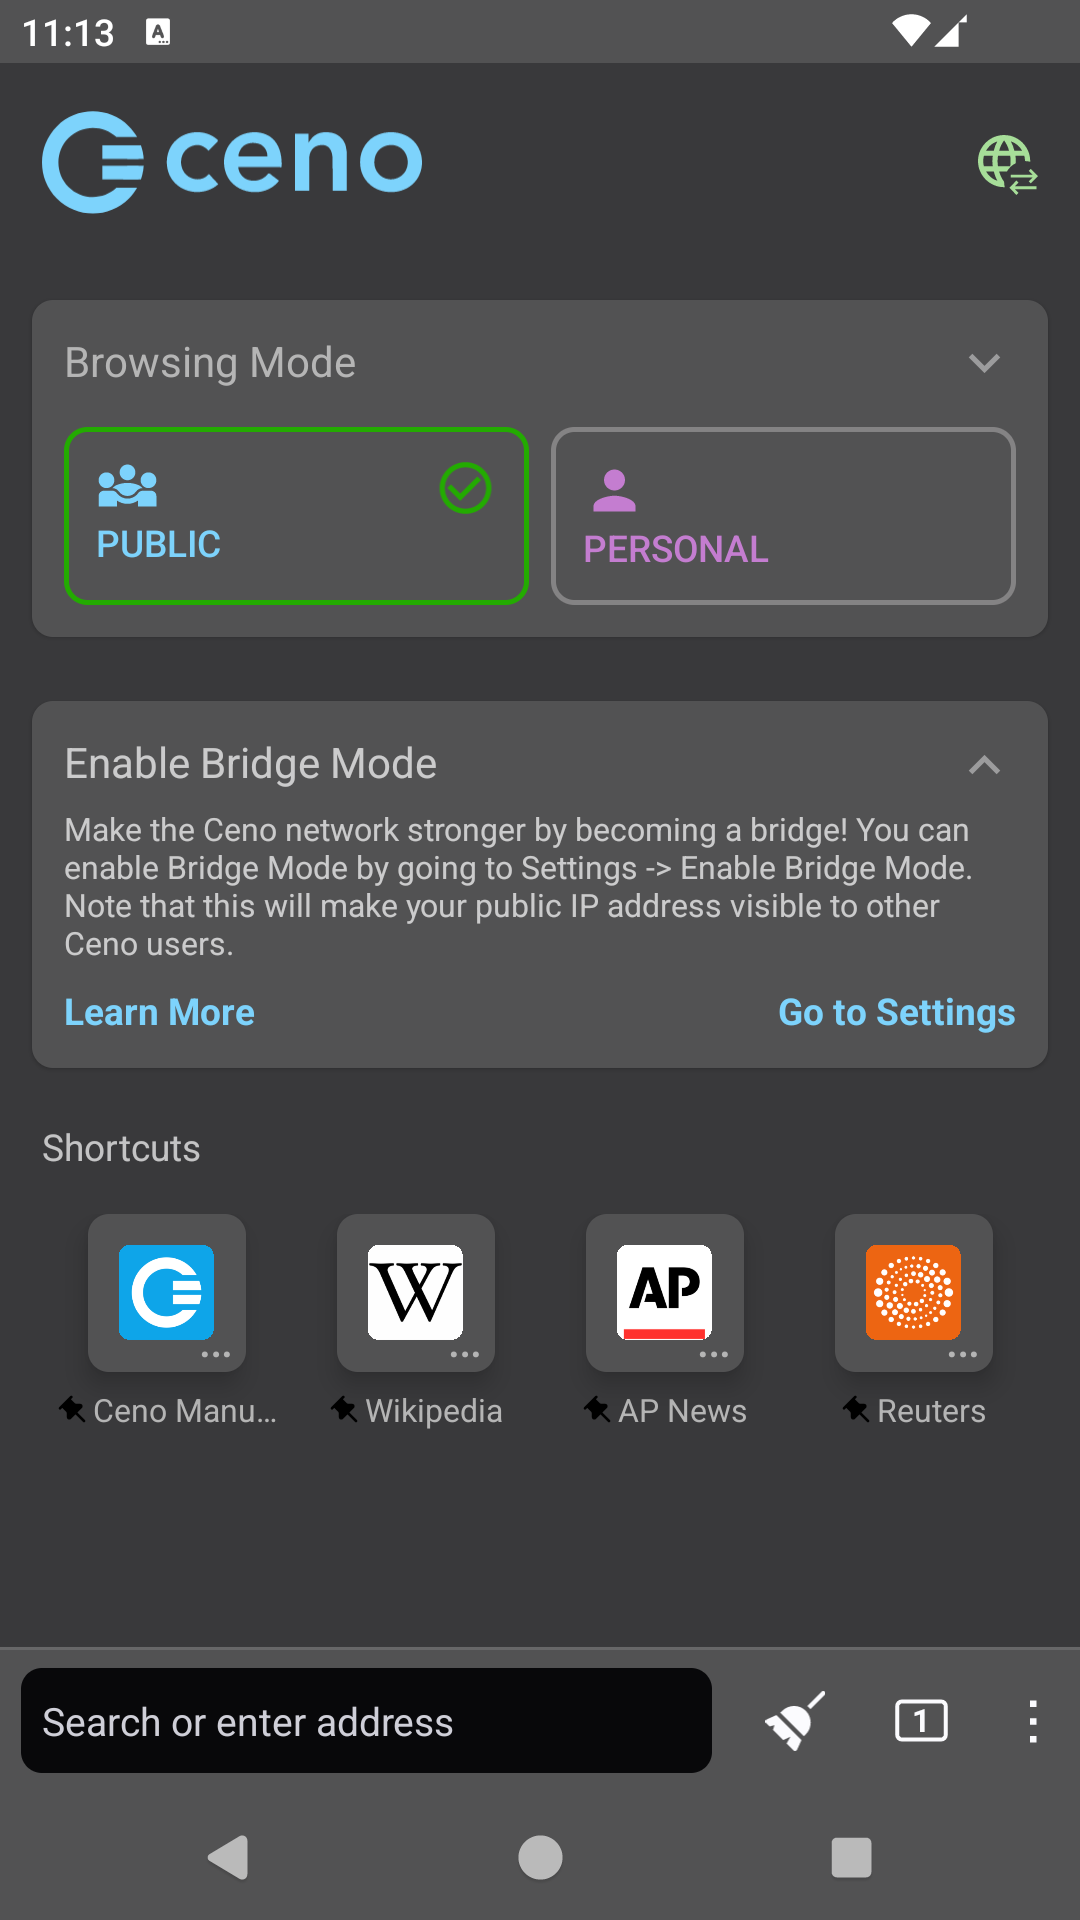 11:13
ceno
Browsing Mode
PUBLIC
PERSONAL
Enable Bridge Mode
Make the Ceno network stronger by becoming a bridge! You can
enable Bridge Mode by going to Settings -> Enable Bridge Mode.
Note that this will make your public IP address visible to other
Ceno users.
Learn More
Go to Settings
Shortcuts
W
AP
Ceno Manu...
Wikipedia
AP News
Reuters
Search or enter address
1